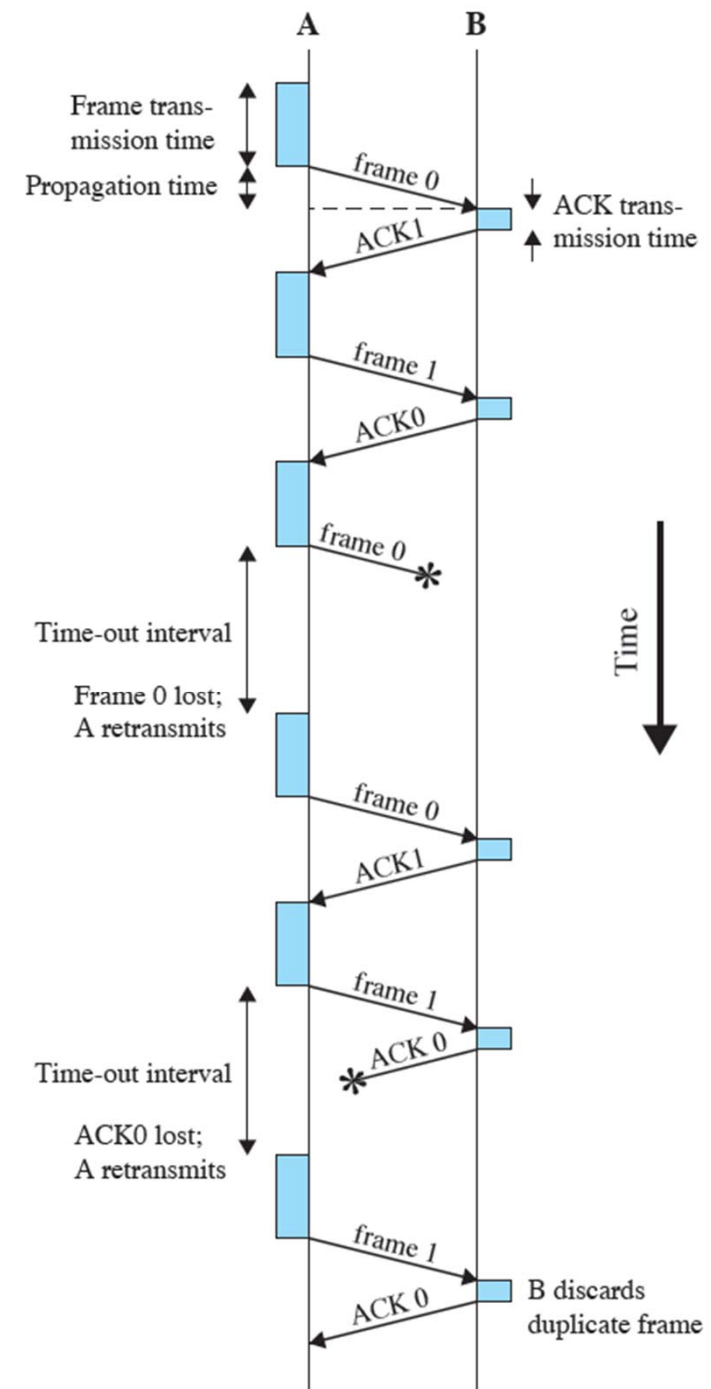 A
B
Frame trans-
mission time
Propagation time
frame 0
ACK trans-
mission time
ACK1
frame 1
ACK0
frame 0
Time-out interval
Time
Frame 0 lost;
A retransmits
frame 0
ACK1
frame 1
ACK 0
Time-out interval
ACK0 lost;
A retransmits
frame 1
ACK 0
B discards
duplicate frame